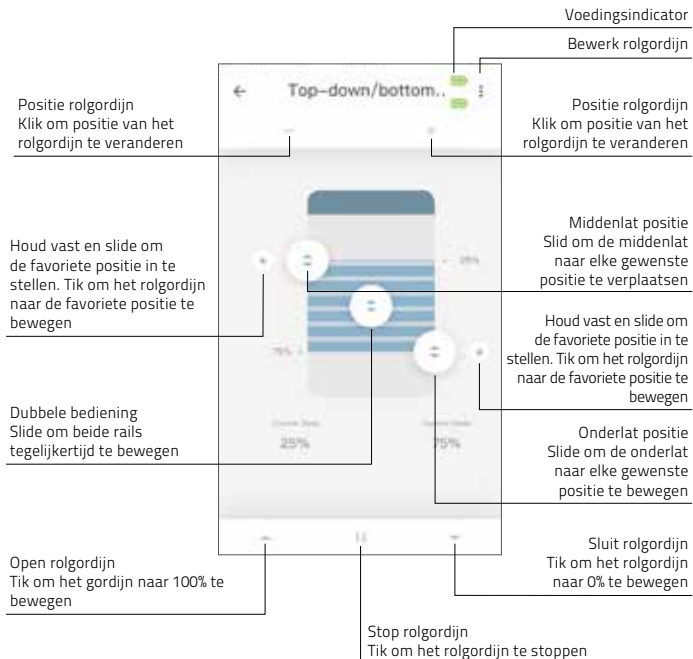 Voedingsindicator
Bewerk rolgordijn
Top-down/bottom..
Positie rolgordijn
Klik om positie van het
rolgordijn te veranderen
Positie rolgordijn
Klik om positie van het
rolgordijn te veranderen
Houd vast en slide om
de favoriete positie in te
stellen. Tik om het rolgordijn
naar de favoriete positie te
bewegen
Middenlat positie
Slid om de middenlat
naar elke gewenste
positie te verplaatsen
25%
Houd vast en slide om
de favoriete positie in te
stellen. Tik om het rolgordijn
naar de favoriete positie te
bewegen
75%
Dubbele bediening
Slide om beide rails
tegelijkertijd te bewegen
25%
75%
Onderlat positie
Slide om de onderlat
naar elke gewenste
positie te bewegen
Open rolgordijn
Tik om het gordijn naar 100% te
bewegen
Sluit rolgordijn
Tik om het rolgordijn
naar 0% te bewegen
Stop rolgordijn
Tik om het rolgordijn te stoppen